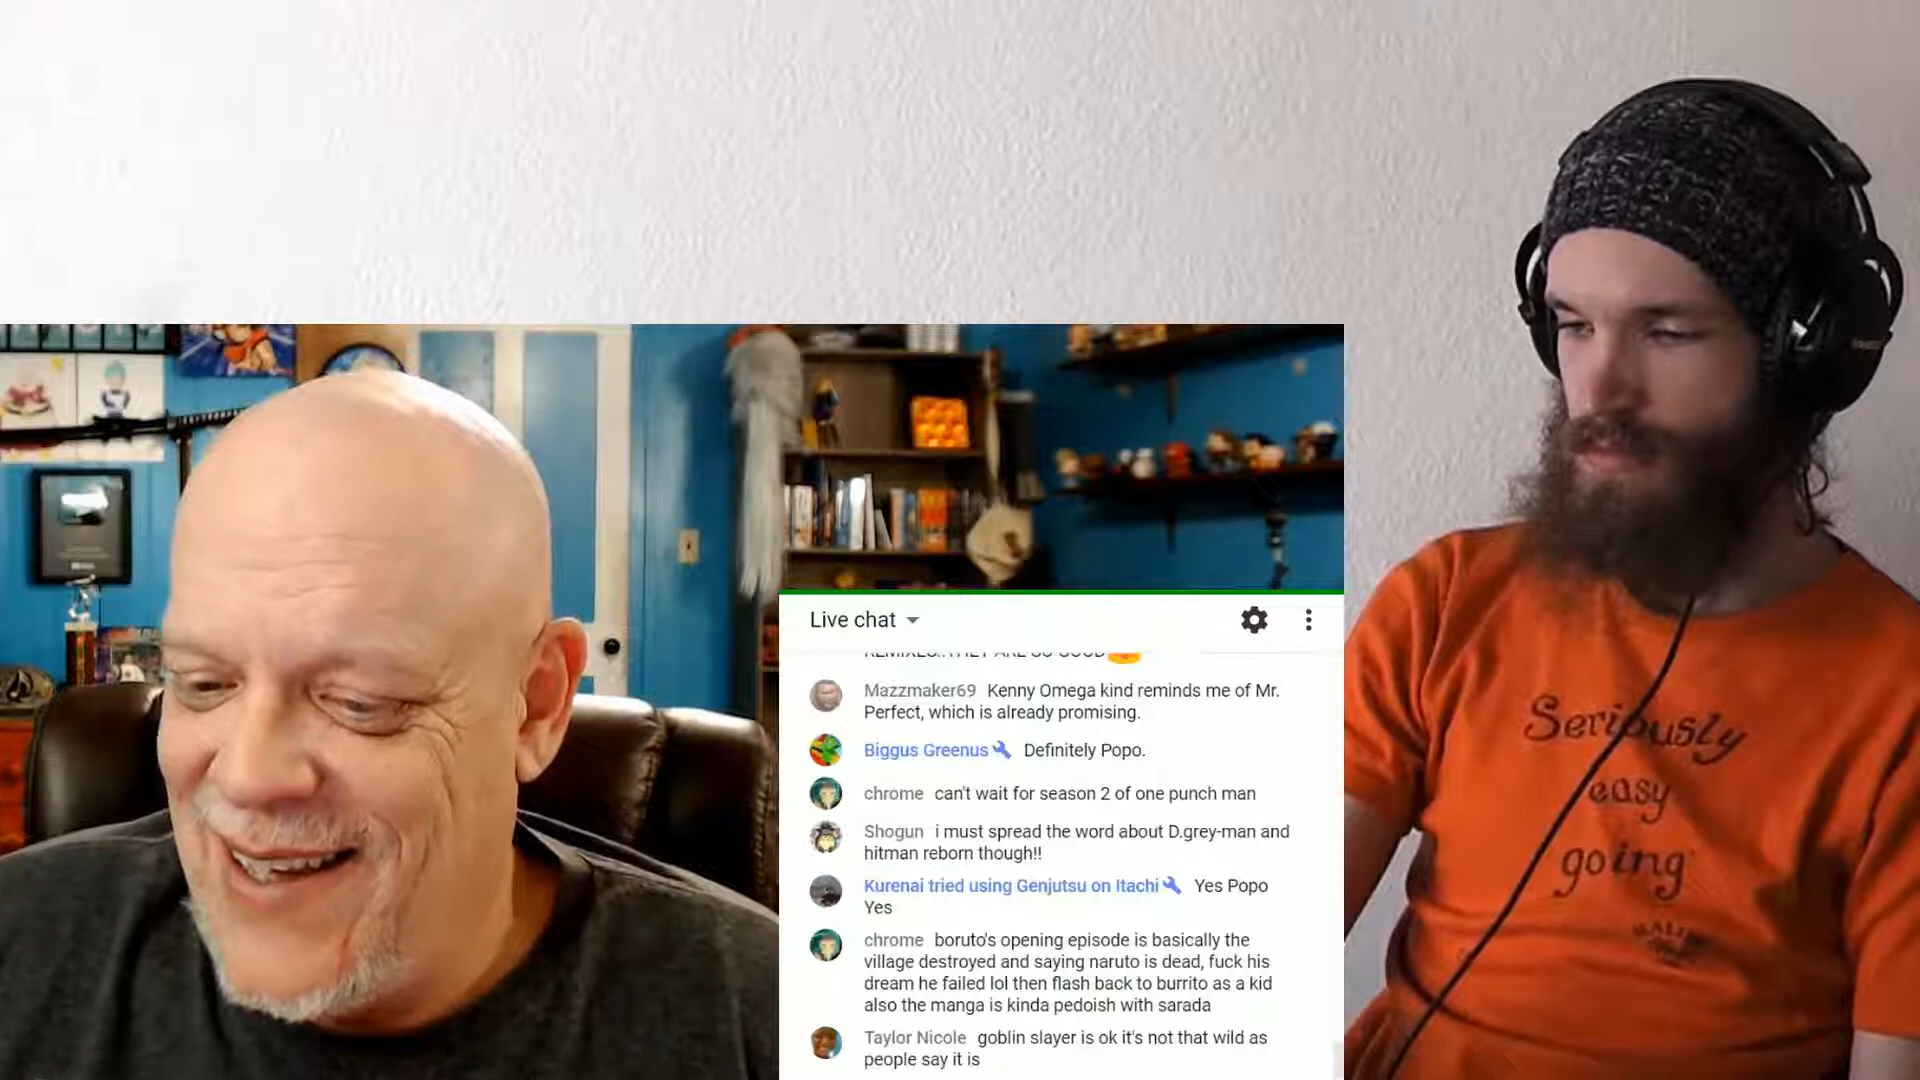 Live chat
REMIXES..THEY ARE SO GOOD
Mazzmaker69 Kenny Omega kind reminds me of Mr.
Perfect, which is already promising.
Biggus Greenus Definitely Popo.
chrome can't wait for season 2 of one punch man
Shogun i must spread the word about D.grey-man and
hitman reborn though!!
Kurenai tried using Genjutsu on Itachi Yes Popo
Yes
chrome boruto's opening episode is basically the
village destroyed and saying naruto is dead, fuck his
dream he failed lol then flash back to burrito as a kid
also the manga is kinda pedoish with sarada
Taylor Nicole goblin slayer is ok it's not that wild as
people say it is
Seriously
easy
going